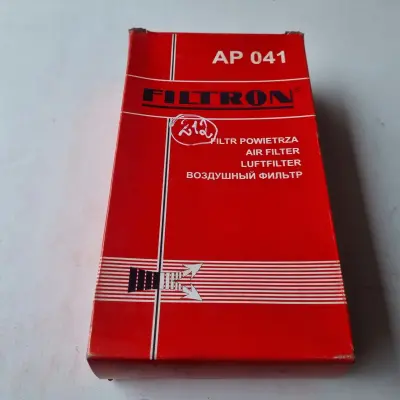 AP 041
FILTRON®
212
FILTR POWIETRZA
AIR FILTER
LUFTFILTER
ВОЗДУШНЫЙ ФИЛЬТР